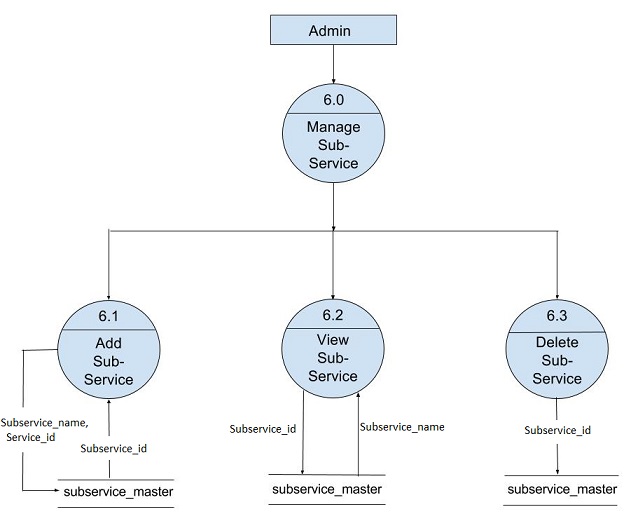 Admin
6.0
Manage
Sub-
Service
6.1
Add
Sub-
Service
6.2
View
Sub-
Service
6.3
Delete
Sub-
Service
Subservice_name,
Service_id
Subservice_id
Subservice_id
Subservice_name
Subservice_id
subservice_master
subservice_master
subservice_master